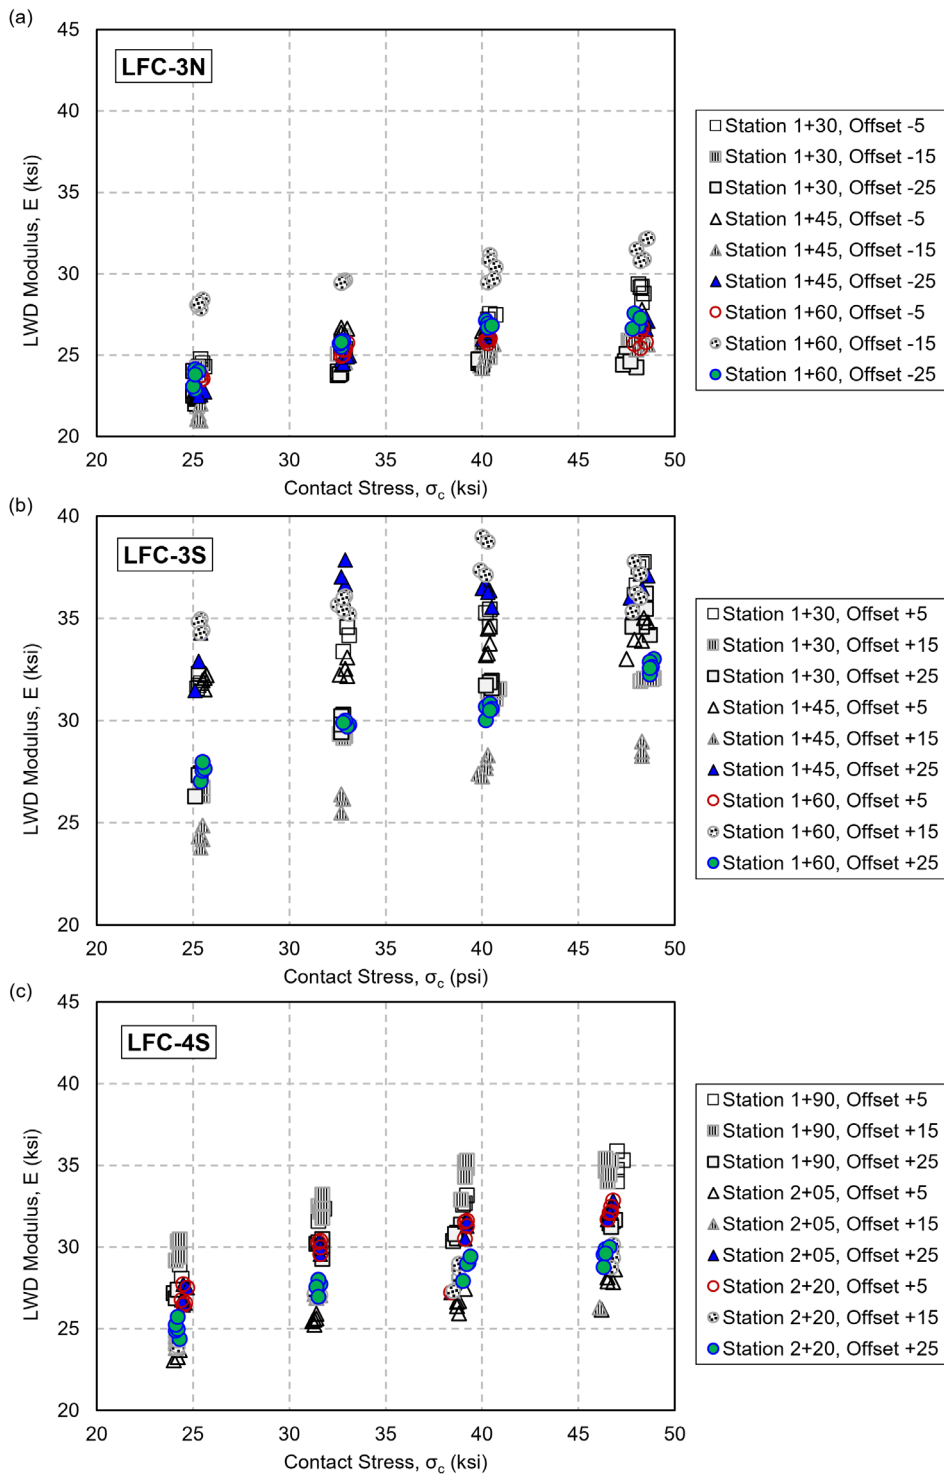 (a)
45
40
35
30
25
20
LWD Modulus, E (ksi)
LFC-3N
20 25 30 35 40 45 50
Contact Stress, σc (ksi)
Station 1+30, Offset -5
Station 1+30, Offset -15
Station 1+30, Offset -25
Station 1+45, Offset -5
Station 1+45, Offset -15
Station 1+45, Offset -25
Station 1+60, Offset -5
Station 1+60, Offset -15
Station 1+60, Offset -25
(b)
40
35
30
25
20
LWD Modulus, E (ksi)
LFC-3S
20 25 30 35 40 45 50
Contact Stress, σc (psi)
Station 1+30, Offset +5
Station 1+30, Offset +15
Station 1+30, Offset +25
Station 1+45, Offset +5
Station 1+45, Offset +15
Station 1+45, Offset +25
Station 1+60, Offset +5
Station 1+60, Offset +15
Station 1+60, Offset +25
(c)
45
40
35
30
25
20
LWD Modulus, E (ksi)
LFC-4S
20 25 30 35 40 45 50
Contact Stress, σc (ksi)
Station 1+90, Offset +5
Station 1+90, Offset +15
Station 1+90, Offset +25
Station 2+05, Offset +5
Station 2+05, Offset +15
Station 2+05, Offset +25
Station 2+20, Offset +5
Station 2+20, Offset +15
Station 2+20, Offset +25